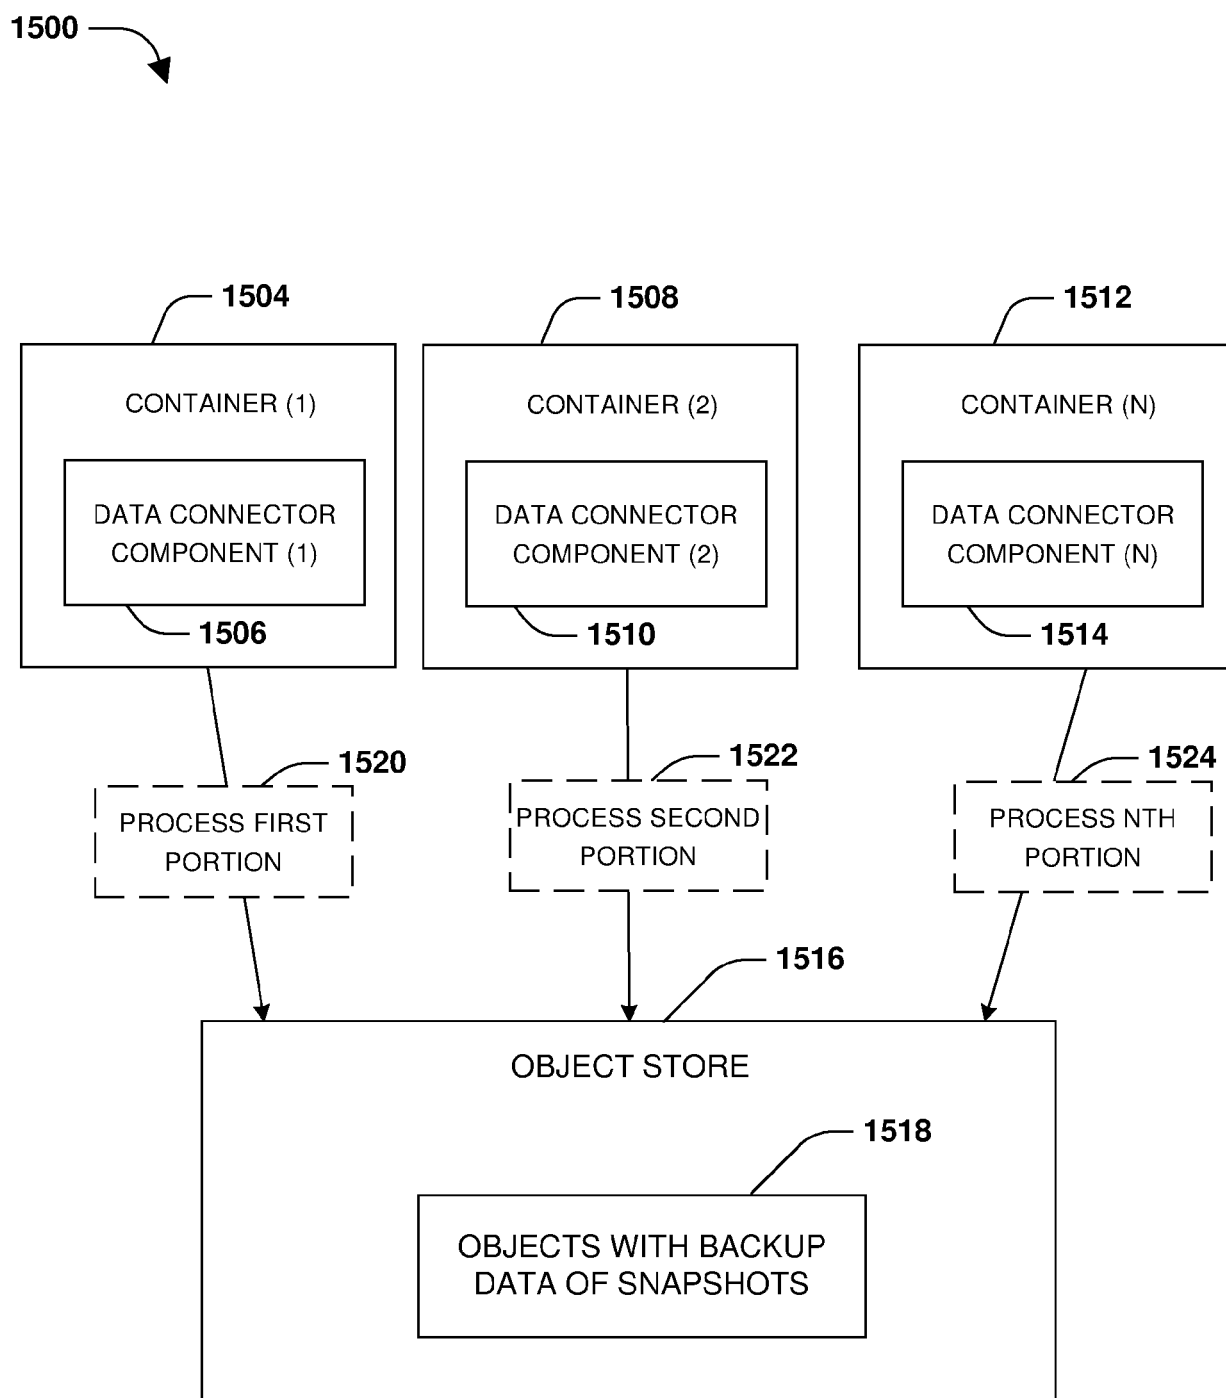 1500
1504
1508
1512
CONTAINER (1)
CONTAINER (2)
CONTAINER (N)
DATA CONNECTOR
COMPONENT (1)
DATA CONNECTOR
COMPONENT (2)
DATA CONNECTOR
COMPONENT (N)
1506
1510
1514
1520
1522
1524
PROCESS FIRST
PORTION
PROCESS SECOND
PORTION
PROCESS NTH
PORTION
1516
OBJECT STORE
1518
OBJECTS WITH BACKUP
DATA OF SNAPSHOTS